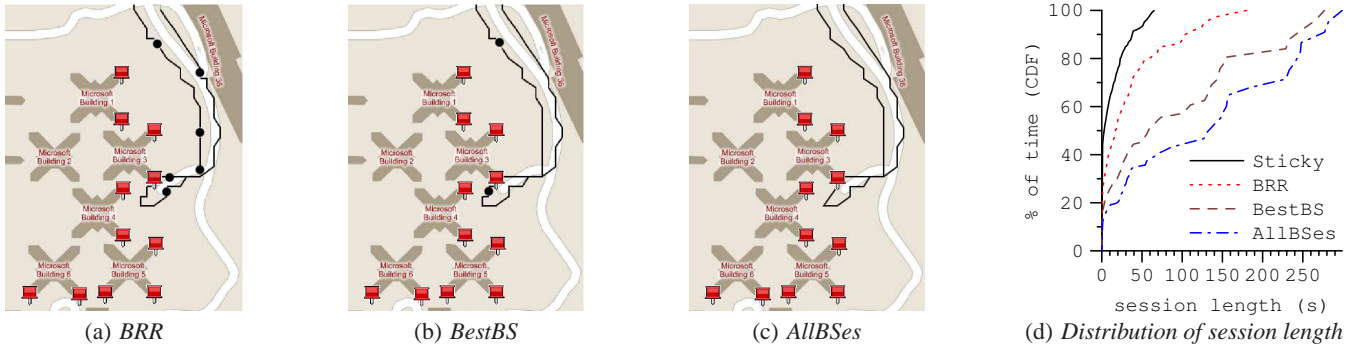 Microsoft
Building 35
Microsoft
Building 1
Microsoft
Building 2
Microsoft
Building 3
Microsoft
Building 4
Microsoft
Building 6
Microsoft
Building 5
(a) BRR
Microsoft
Building 35
Microsoft
Building 1
Microsoft
Building 2
Microsoft
Building 3
Microsoft
Building 4
Microsoft
Building 6
Microsoft
Building 5
(b) BestBS
Microsoft
Building 35
Microsoft
Building 1
Microsoft
Building 2
Microsoft
Building 3
Microsoft
Building 4
Microsoft
Building 6
Microsoft
Building 5
(c) AllBSes
% of time (CDF)
100
80
60
40
20
0
Sticky
BRR
BestBS
AllBSes
0 50 100 150 200 250
session length (s)
(d) Distribution of session length